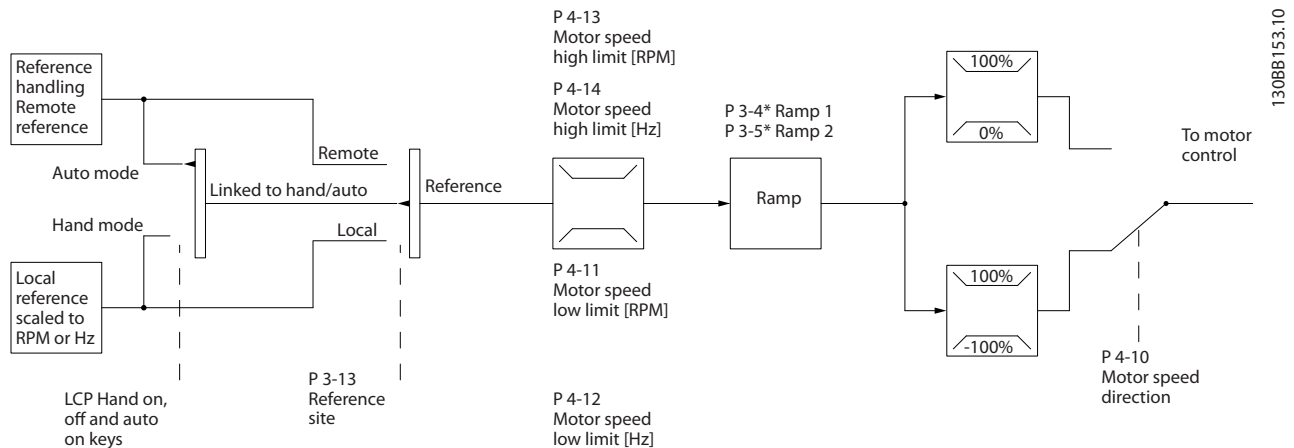 Reference
handling
Remote
reference
Auto mode
Hand mode
Local
reference
scaled to
RPM or Hz
LCP Hand on,
off and auto
on keys
Linked to hand/auto
Remote
Local
P 3-13
Reference
site
Reference
P 4-13
Motor speed
high limit [RPM]
P 4-14
Motor speed
high limit [Hz]
P 4-11
Motor speed
low limit [RPM]
P 4-12
Motor speed
low limit [Hz]
P 3-4* Ramp 1
P 3-5* Ramp 2
Ramp
100%
0%
100%
-100%
To motor
control
P 4-10
Motor speed
direction
130BB153.10